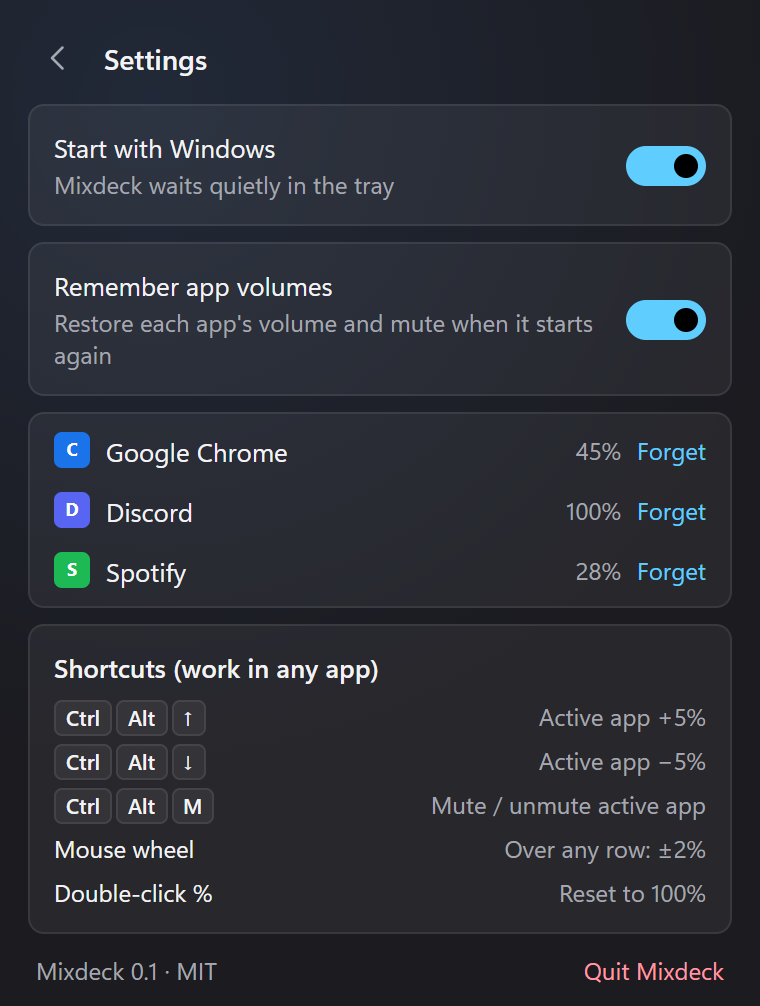 Settings
Start with Windows
Mixdeck waits quietly in the tray
Remember app volumes
Restore each app's volume and mute when it starts
again
C Google Chrome 45% Forget
D Discord 100% Forget
S Spotify 28% Forget
Shortcuts (work in any app)
Ctrl Alt ↑ Active app +5%
Ctrl Alt ↓ Active app −5%
Ctrl Alt M Mute / unmute active app
Mouse wheel Over any row: ±2%
Double-click % Reset to 100%
Mixdeck 0.1 · MIT Quit Mixdeck